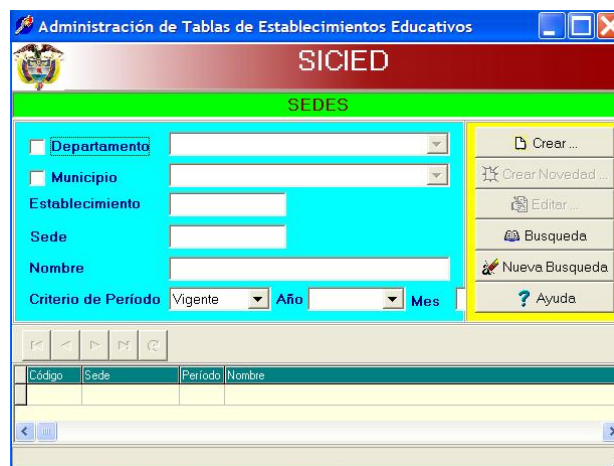 Administración de Tablas de Establecimientos Educativos
SICIED
SEDES
Departamento
Municipio
Establecimiento
Sede
Nombre
Criterio de Período Vigente Año Mes
Crear ...
Crear Novedad ...
Editar ...
Busqueda
Nueva Busqueda
? Ayuda
Código Sede Período Nombre